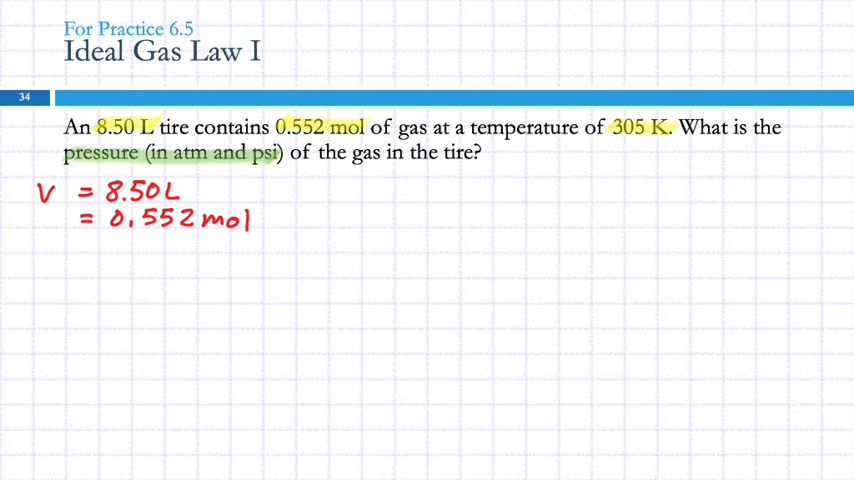 For Practice 6.5
Ideal Gas Law I
34
An 8.50 L tire contains 0.552 mol of gas at a temperature of 305 K. What is the
pressure (in atm and psi) of the gas in the tire?
V = 8.50L
= 0.552 mol